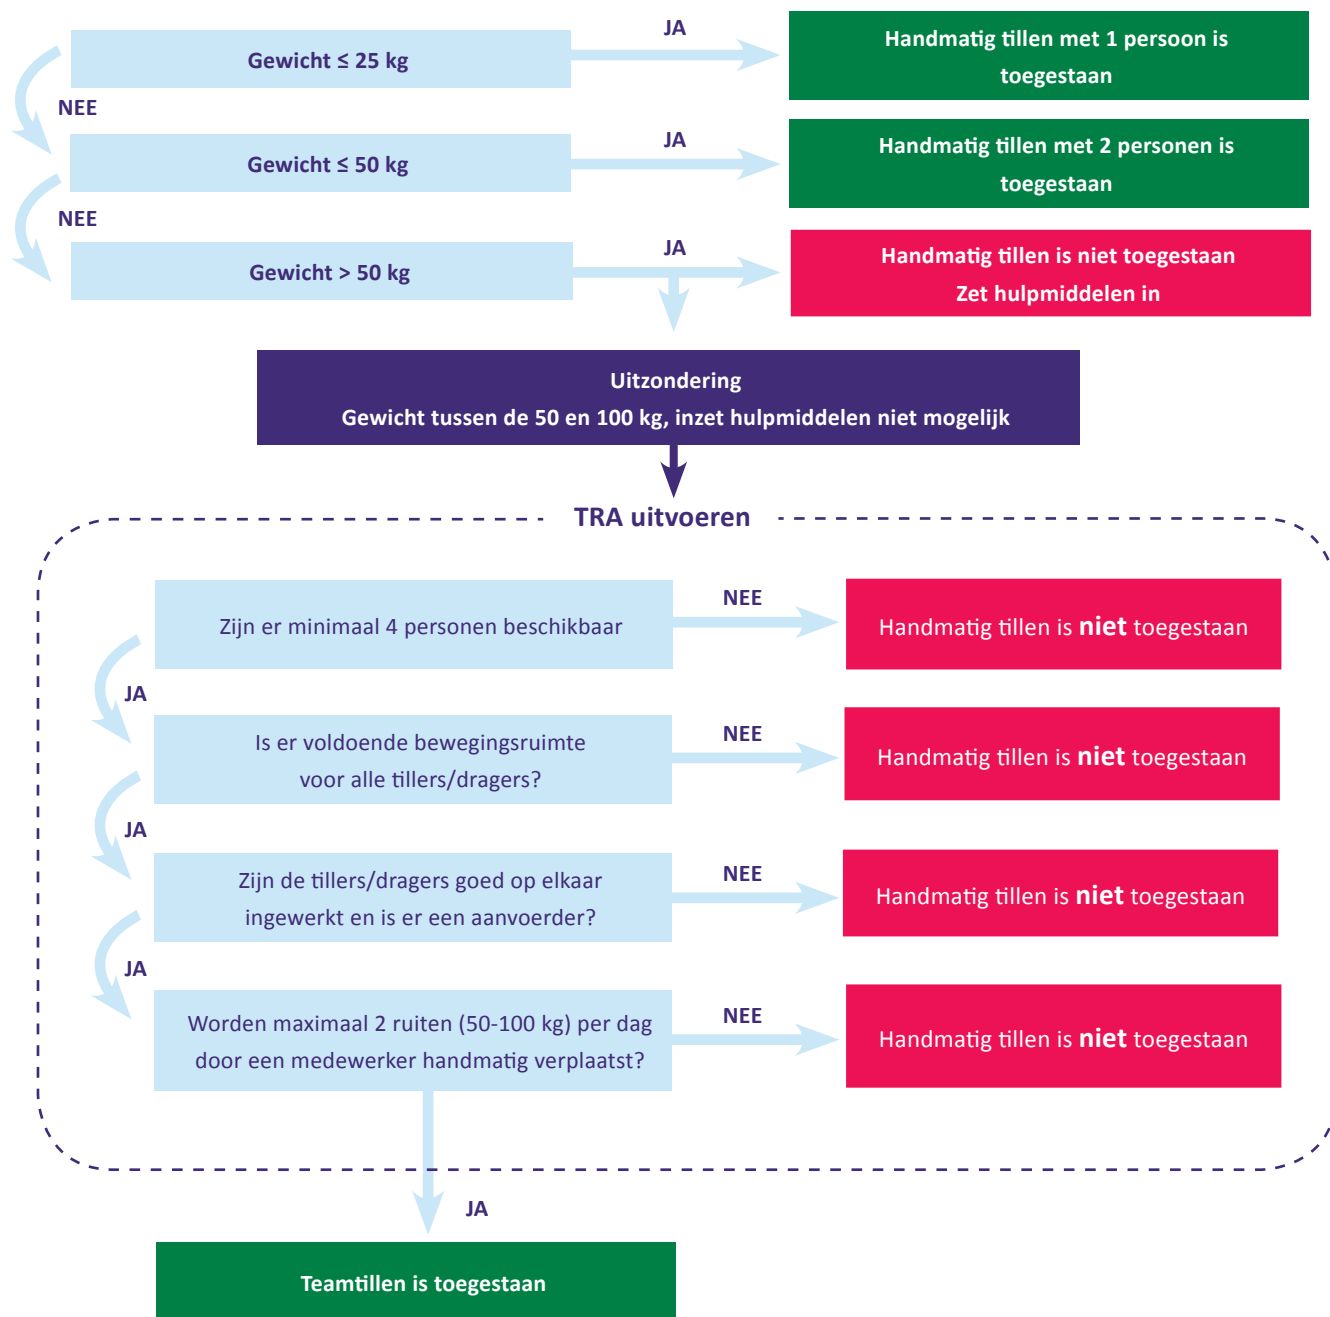 Gewicht ≤ 25 kg
JA
Handmatig tillen met 1 persoon is
toegestaan
NEE
Gewicht ≤ 50 kg
JA
Handmatig tillen met 2 personen is
toegestaan
NEE
Gewicht > 50 kg
JA
Handmatig tillen is niet toegestaan
Zet hulpmiddelen in
Uitzondering
Gewicht tussen de 50 en 100 kg, inzet hulpmiddelen niet mogelijk
TRA uitvoeren
Zijn er minimaal 4 personen beschikbaar
NEE
Handmatig tillen is niet toegestaan
JA
Is er voldoende bewegingsruimte
voor alle tillers/dragers?
NEE
Handmatig tillen is niet toegestaan
JA
Zijn de tillers/dragers goed op elkaar
ingewerkt en is er een aanvoerder?
NEE
Handmatig tillen is niet toegestaan
JA
Worden maximaal 2 ruiten (50-100 kg) per dag
door een medewerker handmatig verplaatst?
NEE
Handmatig tillen is niet toegestaan
JA
Teamtillen is toegestaan